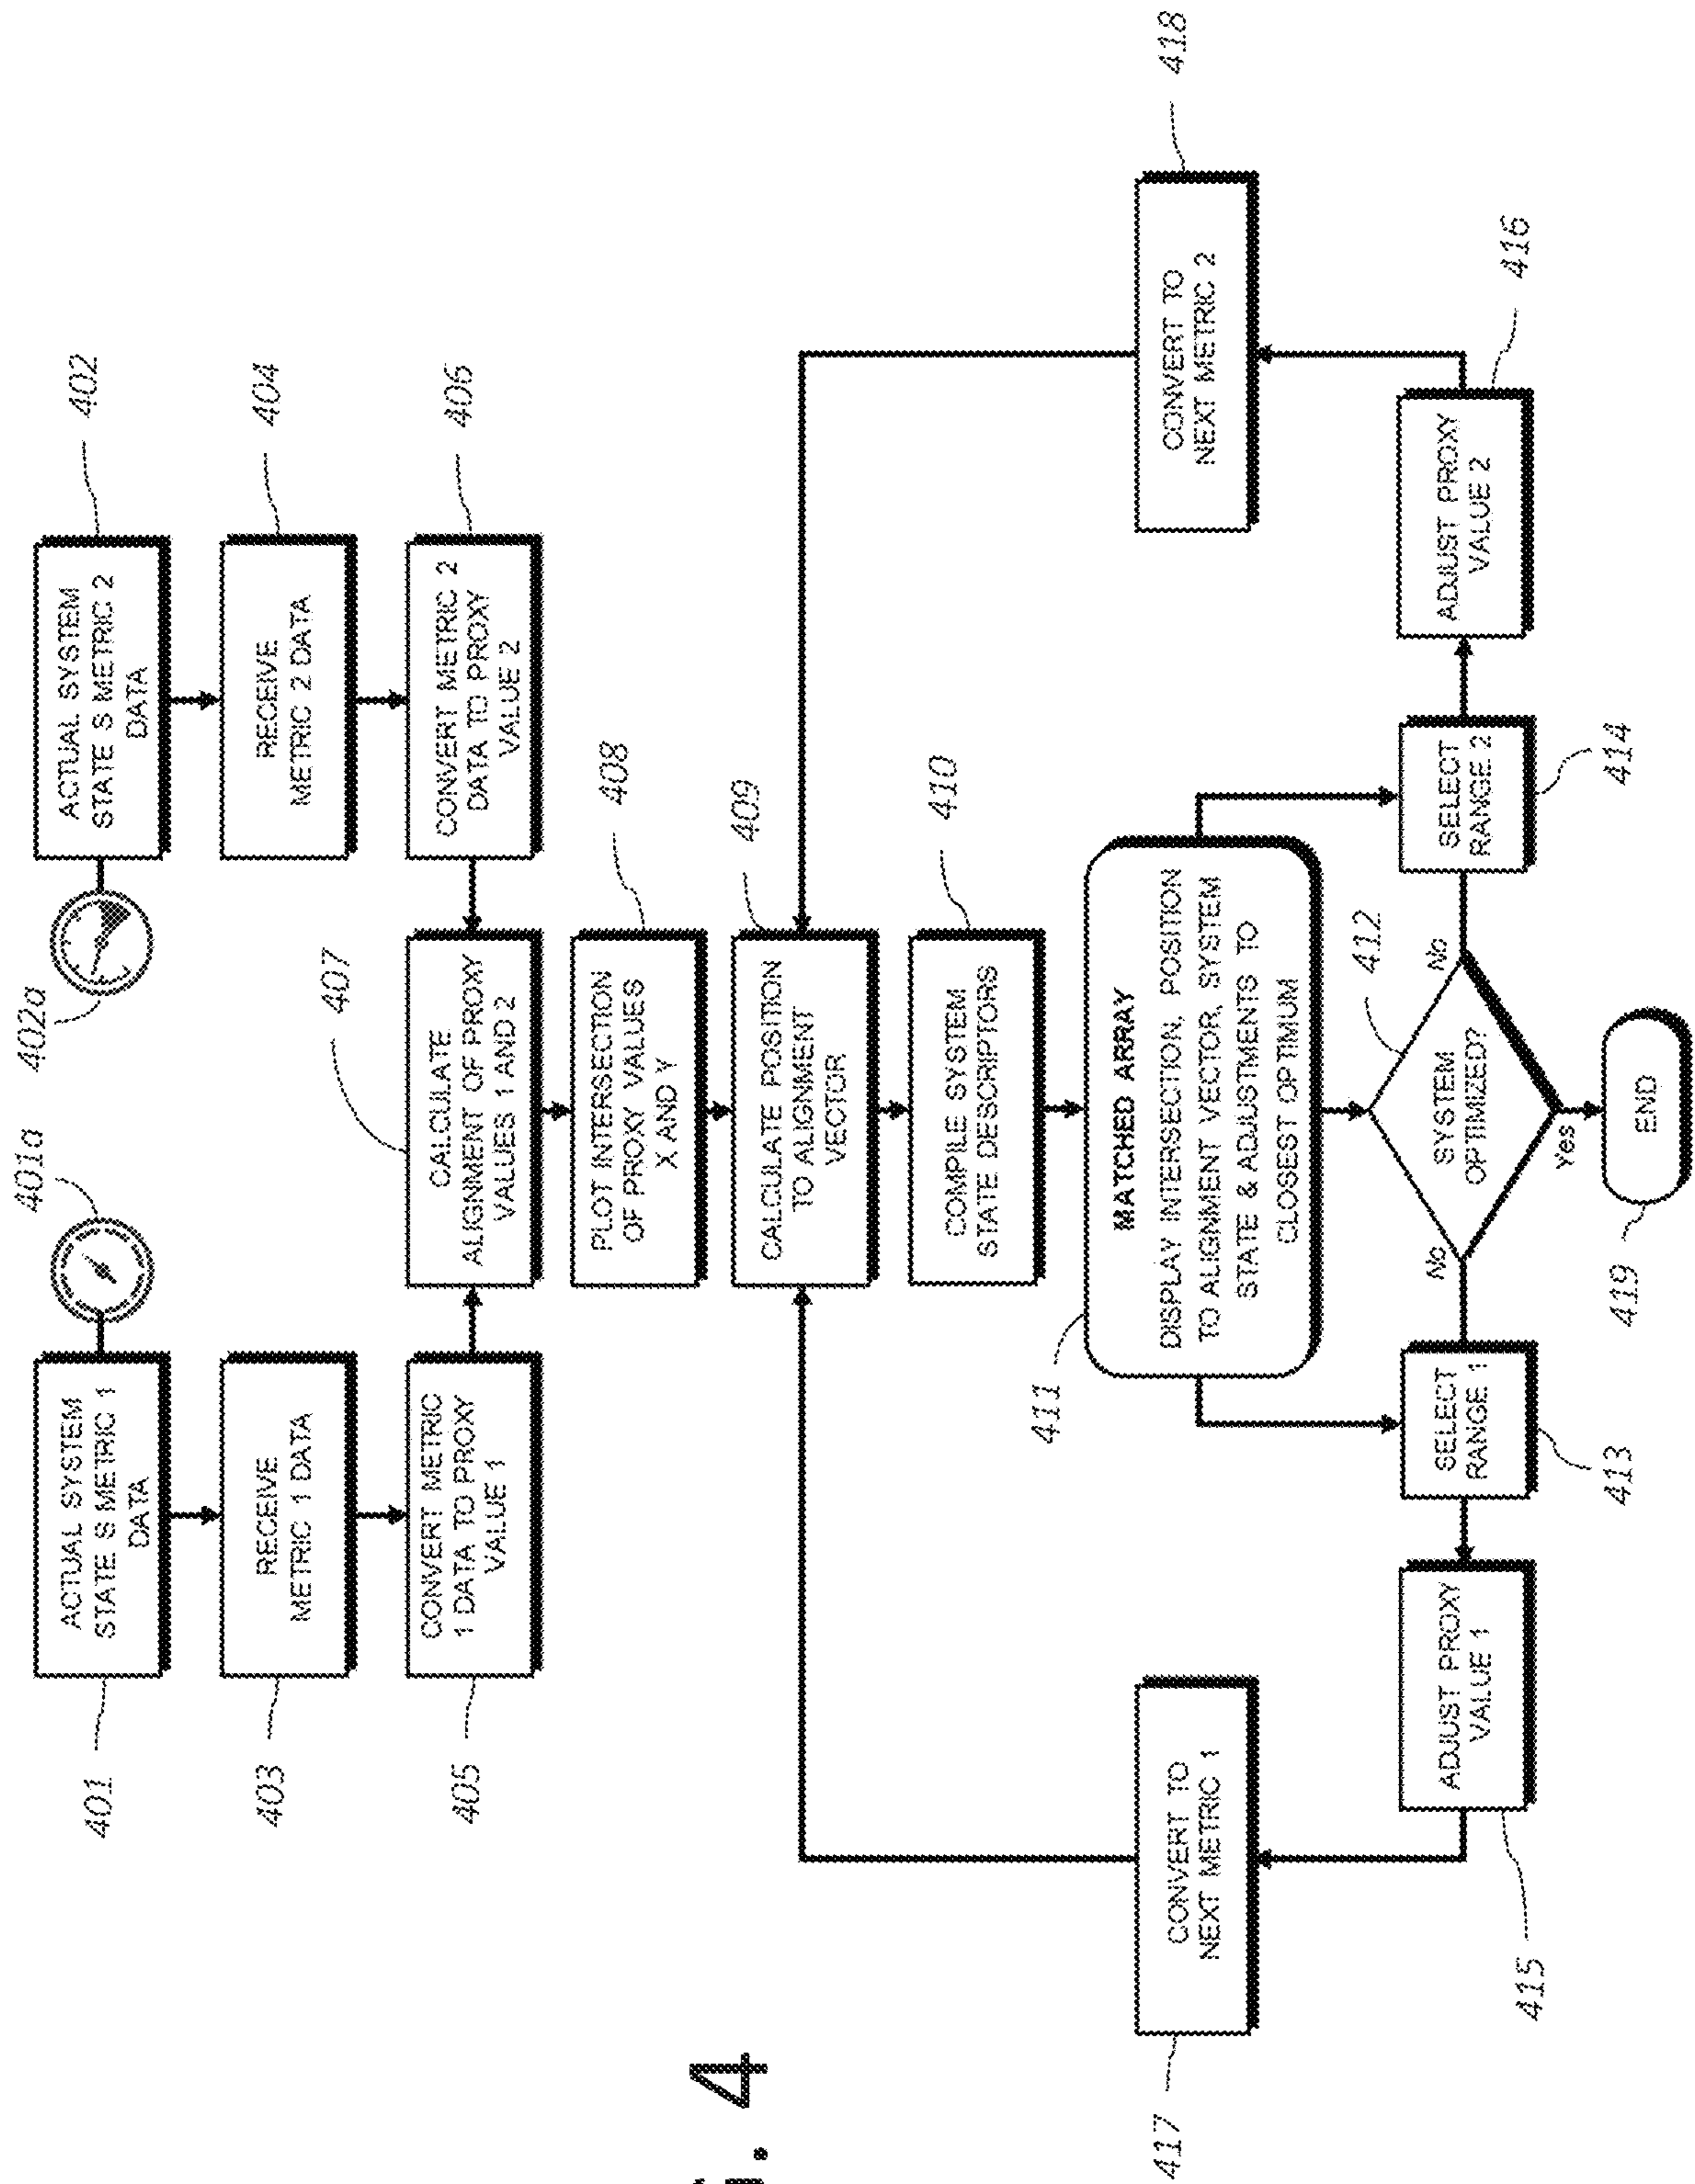 401
ACTUAL SYSTEM
STATE S METRIC 1
DATA
401a
402a
ACTUAL SYSTEM
STATE S METRIC 2
DATA
402
403
RECEIVE
METRIC 1 DATA
RECEIVE
METRIC 2 DATA
404
405
CONVERT METRIC
1 DATA TO PROXY
VALUE 1
407
CALCULATE
ALIGNMENT OF PROXY
VALUES 1 AND 2
CONVERT METRIC 2
DATA TO PROXY
VALUE 2
406
PLOT INTERSECTION
OF PROXY VALUES
X AND Y
408
CALCULATE POSITION
TO ALIGNMENT
VECTOR
409
COMPILE SYSTEM
STATE DESCRIPTORS
410
411
MATCHED ARRAY
DISPLAY INTERSECTION, POSITION
TO ALIGNMENT VECTOR, SYSTEM
STATE & ADJUSTMENTS TO
CLOSEST OPTIMUM
417
CONVERT TO
NEXT METRIC 1
CONVERT TO
NEXT METRIC 2
418
415
ADJUST PROXY
VALUE 1
413
SELECT
RANGE 1
No
SYSTEM
OPTIMIZED?
412
No
SELECT
RANGE 2
414
ADJUST PROXY
VALUE 2
416
Yes
419
END
4